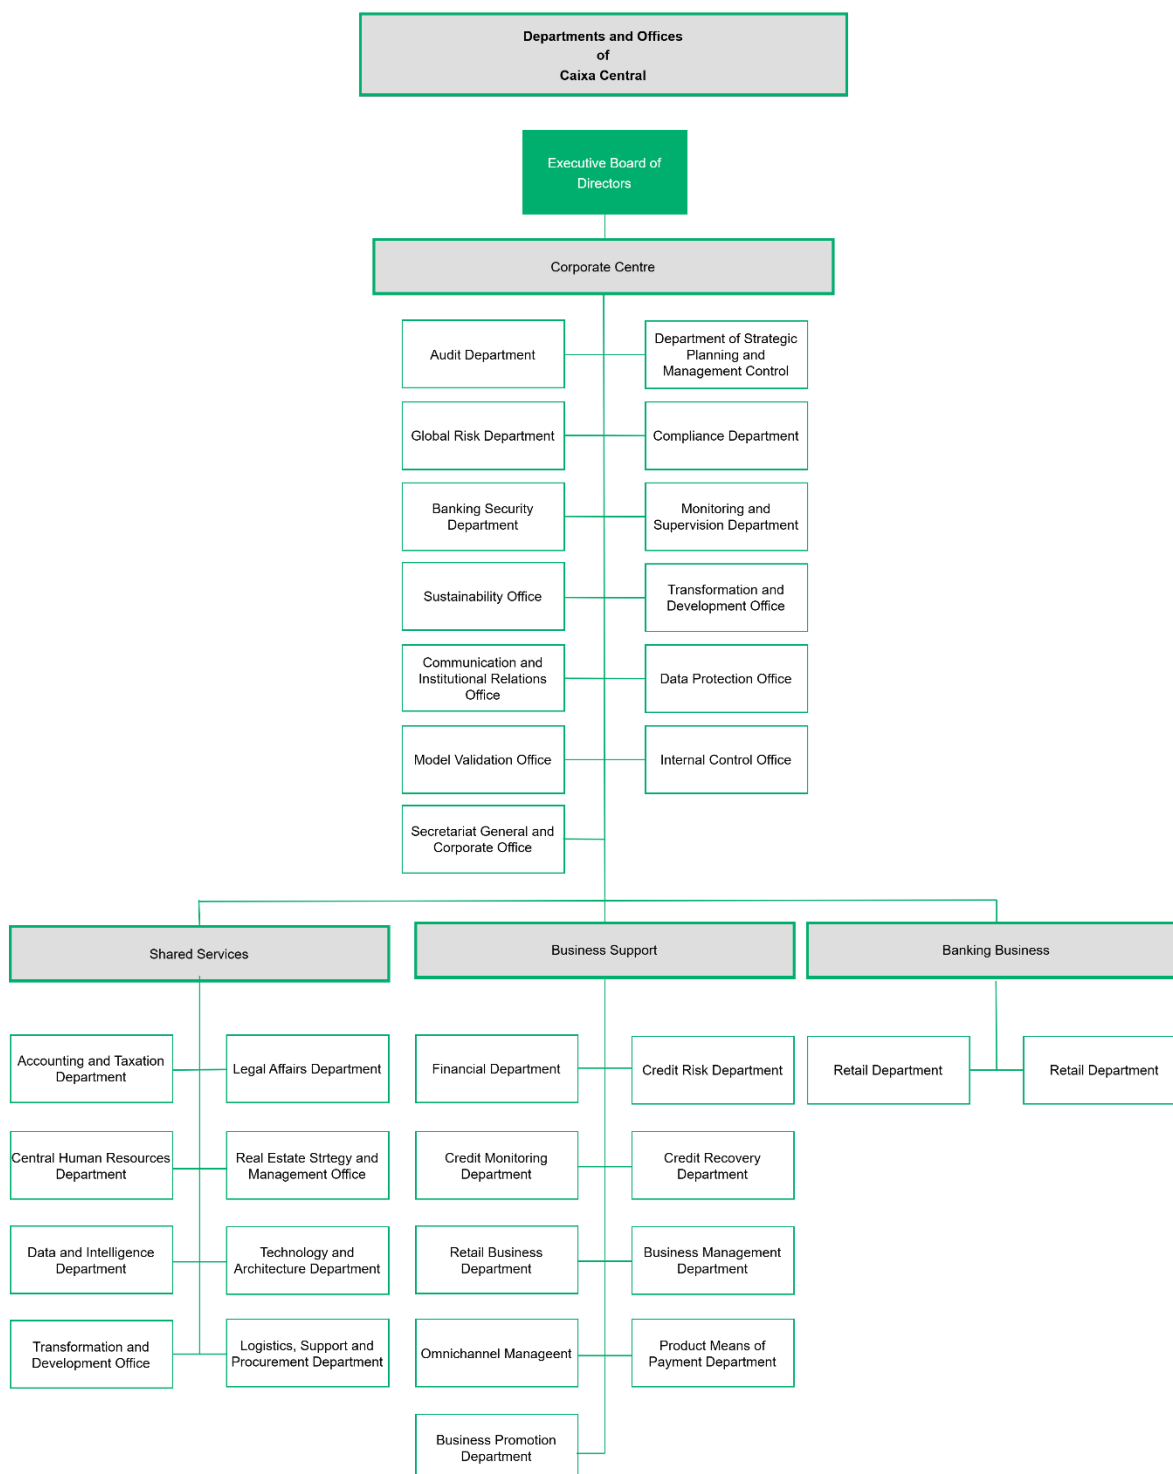 Departments and Offices
of
Caixa Central
Executive Board of
Directors
Corporate Centre
Audit Department
Department of Strategic
Planning and
Management Control
Global Risk Department
Compliance Department
Banking Security
Department
Monitoring and
Supervision Department
Sustainability Office
Transformation and
Development Office
Communication and
Institutional Relations
Office
Data Protection Office
Model Validation Office
Internal Control Office
Secretariat General and
Corporate Office
Shared Services
Business Support
Banking Business
Accounting and Taxation
Department
Legal Affairs Department
Financial Department
Credit Risk Department
Retail Department
Retail Department
Central Human Resources
Department
Real Estate Strtegy and
Management Office
Credit Monitoring
Department
Credit Recovery
Department
Data and Intelligence
Department
Technology and
Architecture Department
Retail Business
Department
Business Management
Department
Transformation and
Development Office
Logistics, Support and
Procurement Department
Omnichannel Manageent
Product Means of
Payment Department
Business Promotion
Department